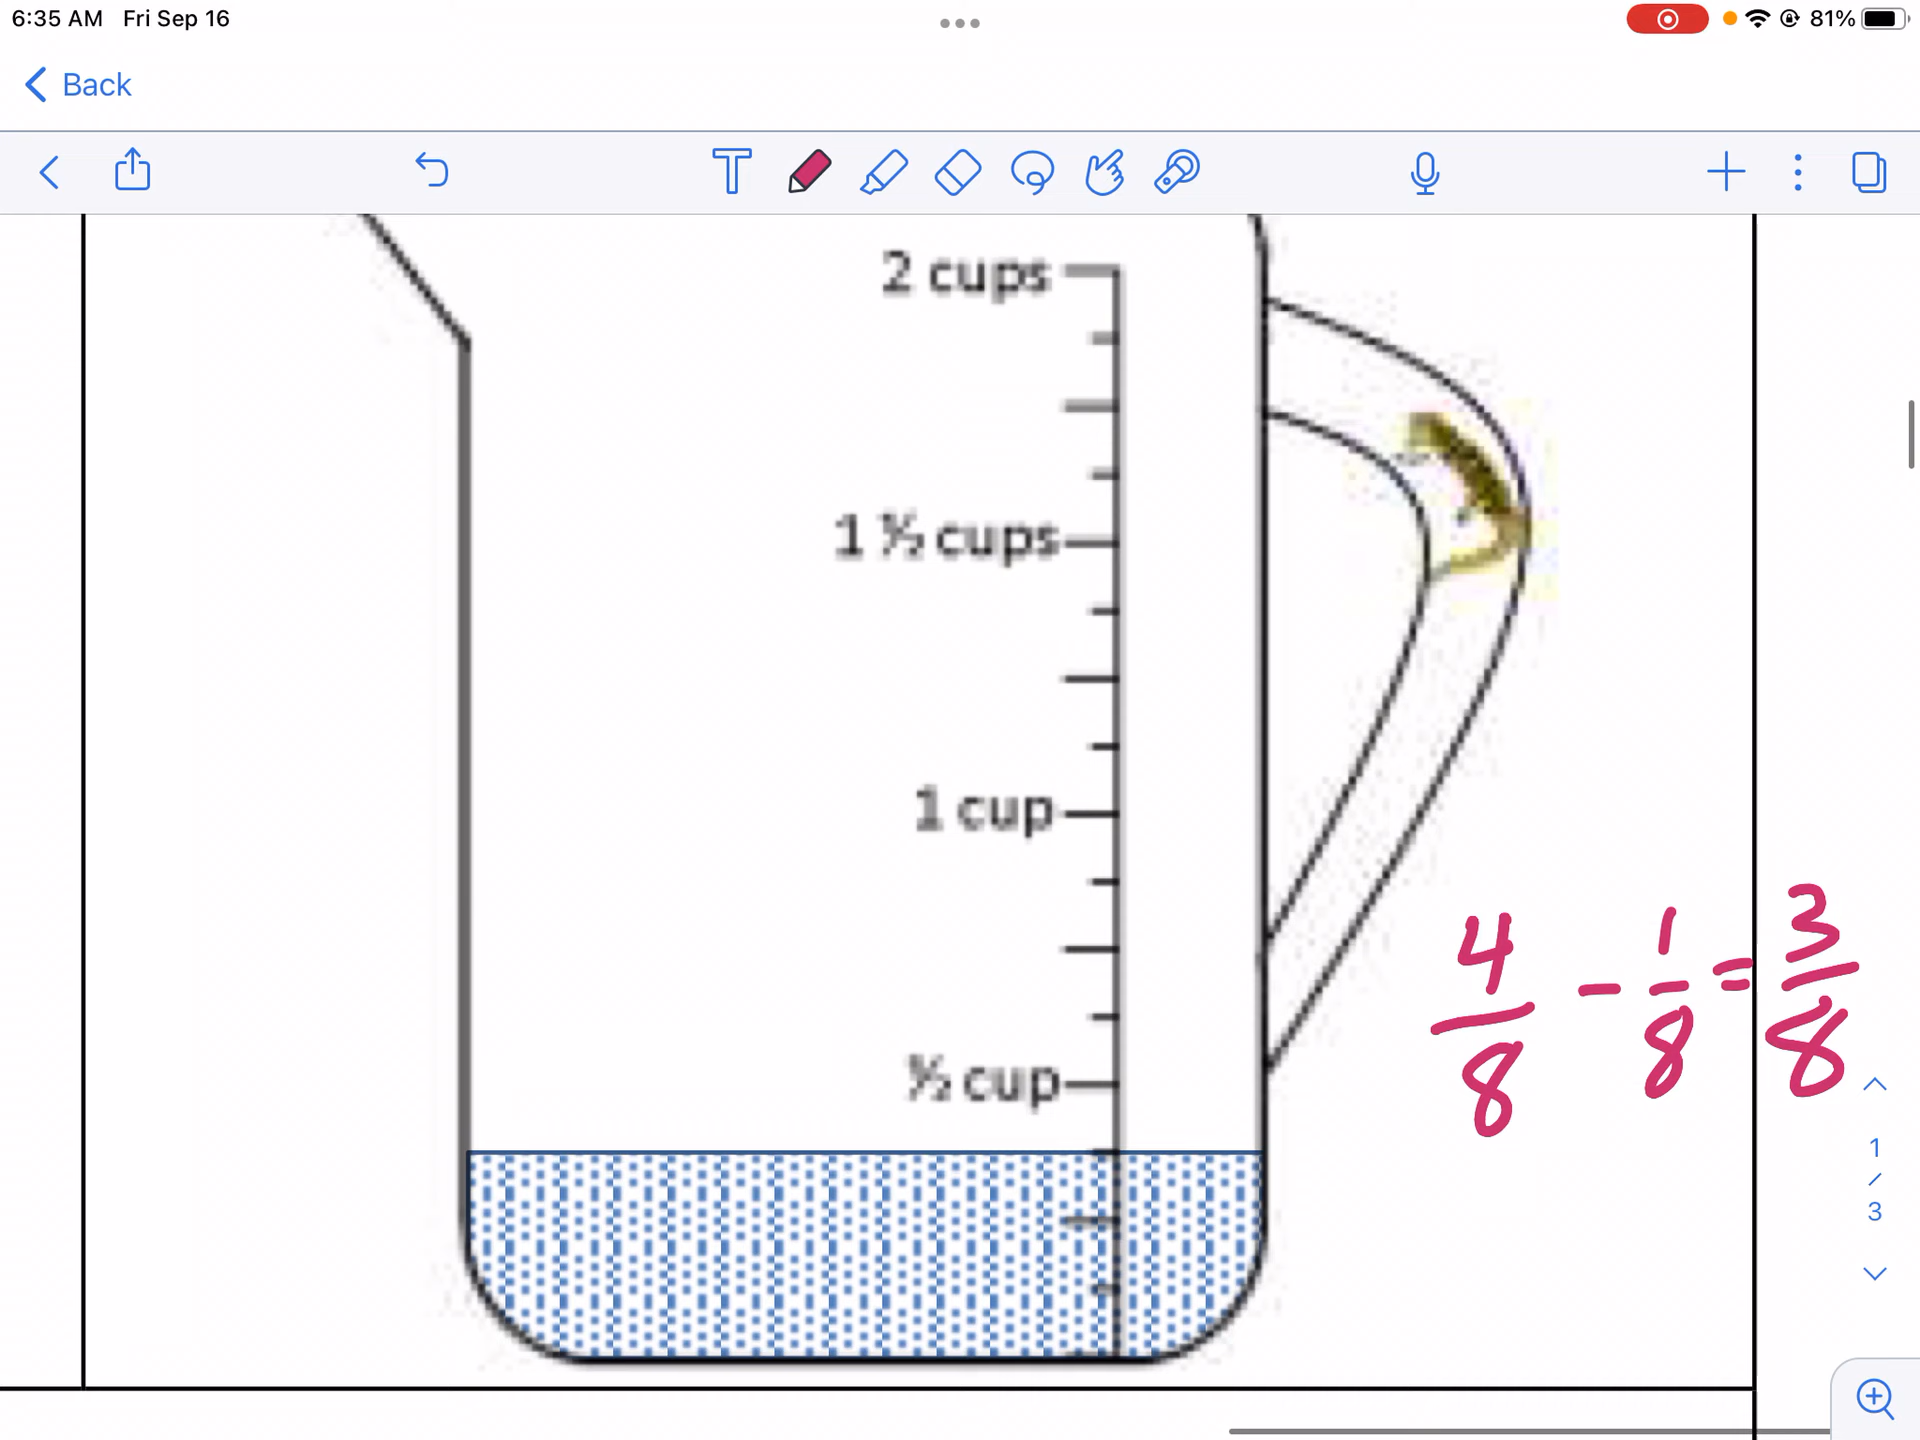 6:35 AM Fri Sep 16
81%
Back
2 cups
1 ½ cups
1 cup
½ cup
4/8 - 1/8 = 3/8
1
/
3